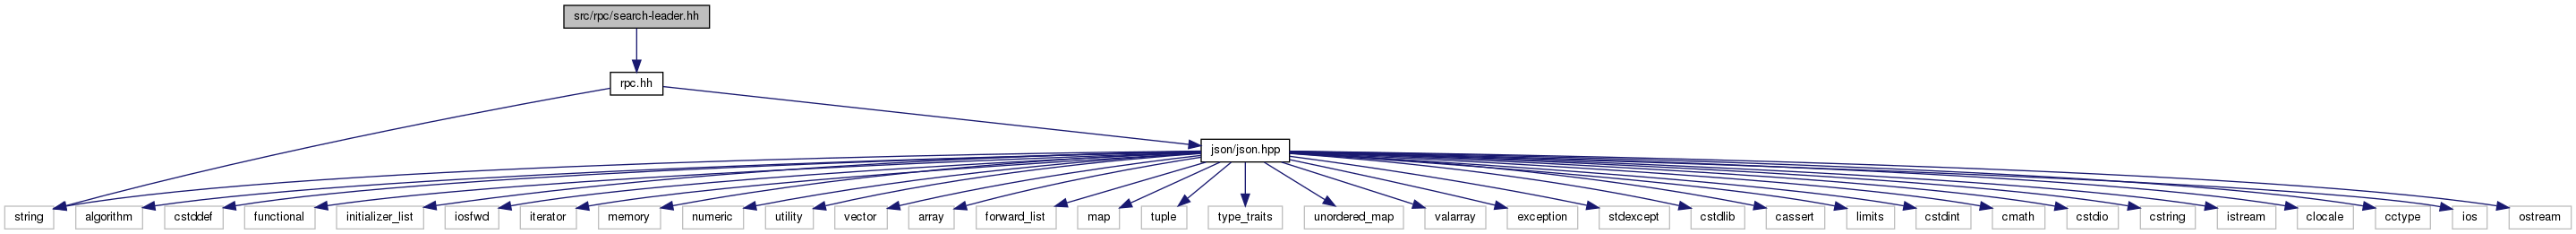 src/rpc/search-leader.hh
rpc.hh
json/json.hpp
string
algorithm
cstddef
functional
initializer_list
iosfwd
iterator
memory
numeric
utility
vector
array
forward_list
map
tuple
type_traits
unordered_map
valarray
exception
stdexcept
cstdlib
cassert
limits
cstdint
cmath
cstdio
cstring
istream
clocale
cctype
ios
ostream